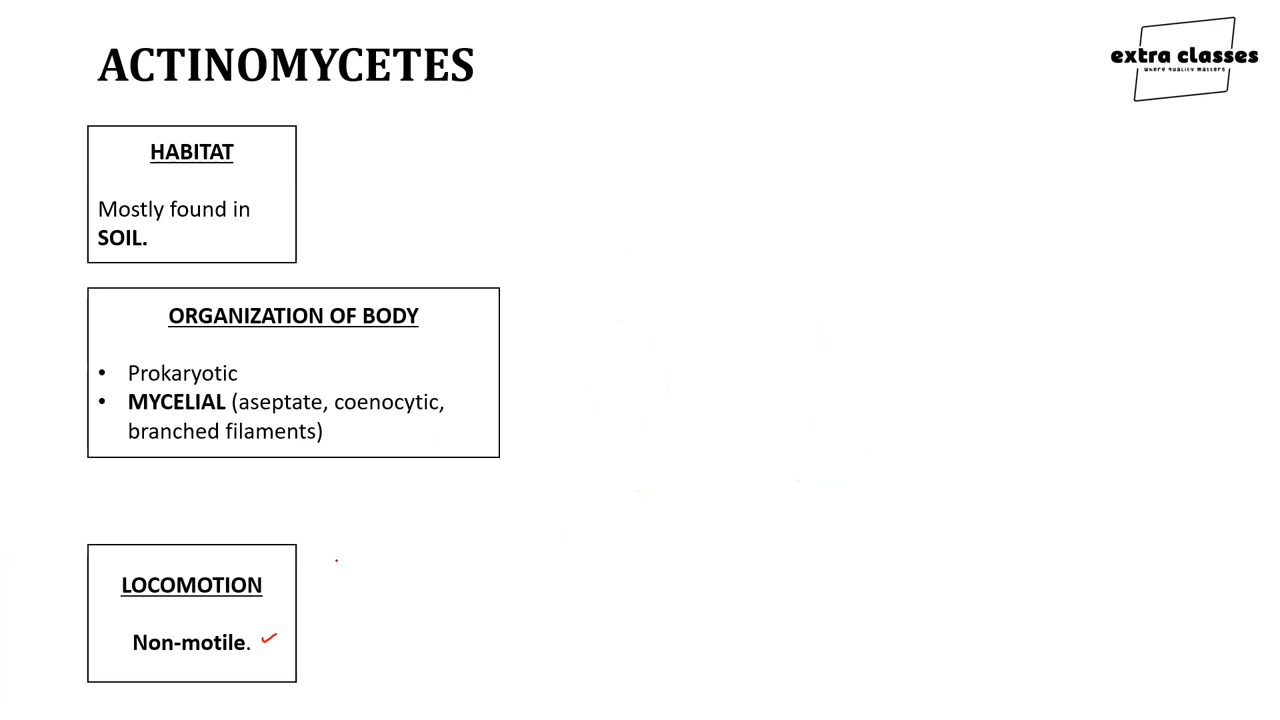 ACTINOMYCETES
extra classes
where quality matters
HABITAT
Mostly found in
SOIL.
ORGANIZATION OF BODY
• Prokaryotic
• MYCELIAL (aseptate, coenocytic,
branched filaments)
LOCOMOTION
Non-motile.